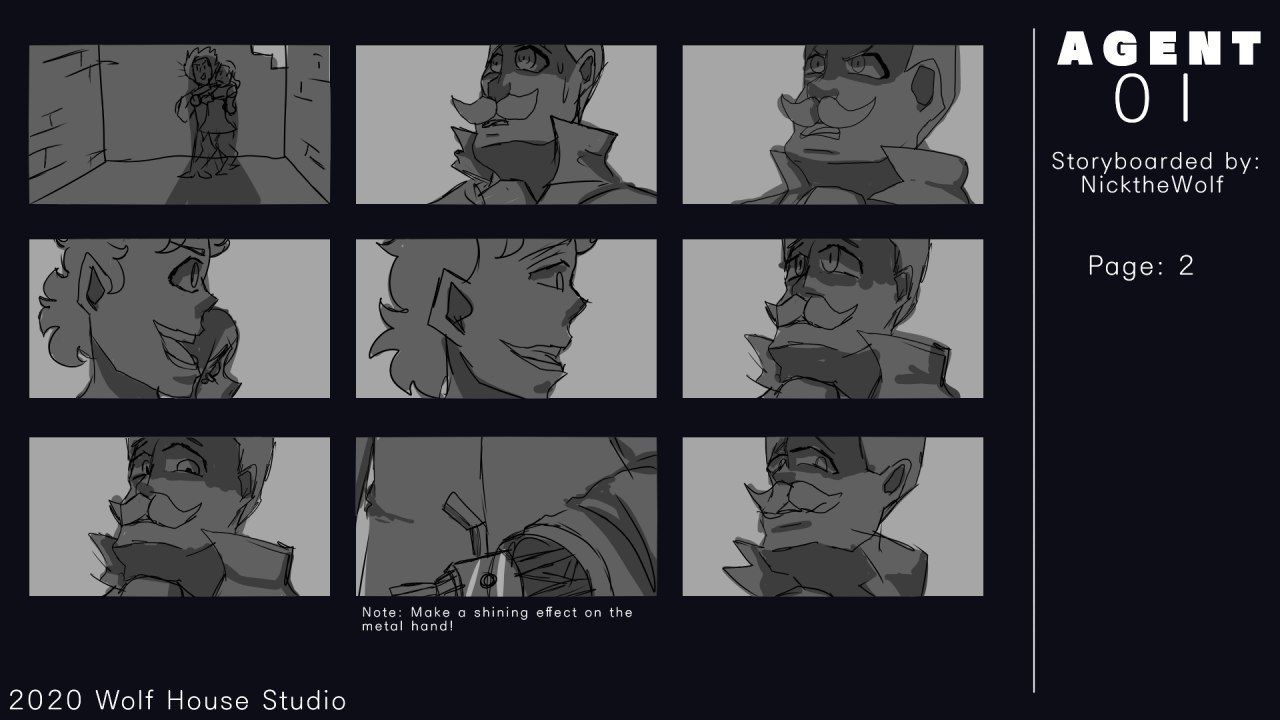 AGENT
01
Storyboarded by:
NicktheWolf
Page: 2
Note: Make a shining effect on the
metal hand!
2020 Wolf House Studio